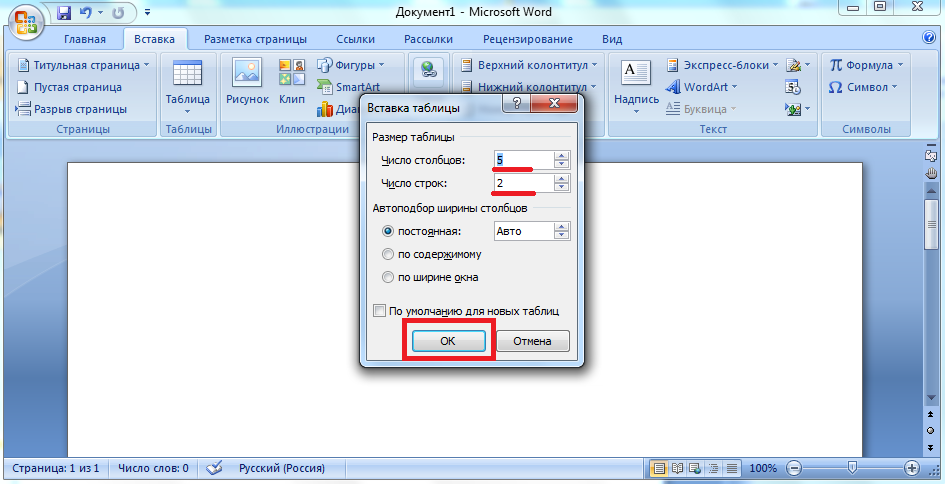 Документ1 - Microsoft Word
Главная Вставка Разметка страницы Ссылки Рассылки Рецензирование Вид
Титульная страница
Пустая страница
Разрыв страницы
Страницы
Таблица
Таблицы
Рисунок
Клип
Фигуры
SmartArt
Диа
Иллюстрации
Верхний колонтитул
Нижний колонтитул
Надпись
Экспресс-блоки
WordArt
Буквица
Текст
Формула
Символ
Символы
Вставка таблицы
Размер таблицы
Число столбцов: 5
Число строк: 2
Автоподбор ширины столбцов
постоянная: Авто
по содержимому
по ширине окна
По умолчанию для новых таблиц
ОК Отмена
Страница: 1 из 1 Число слов: 0 Русский (Россия) 100%